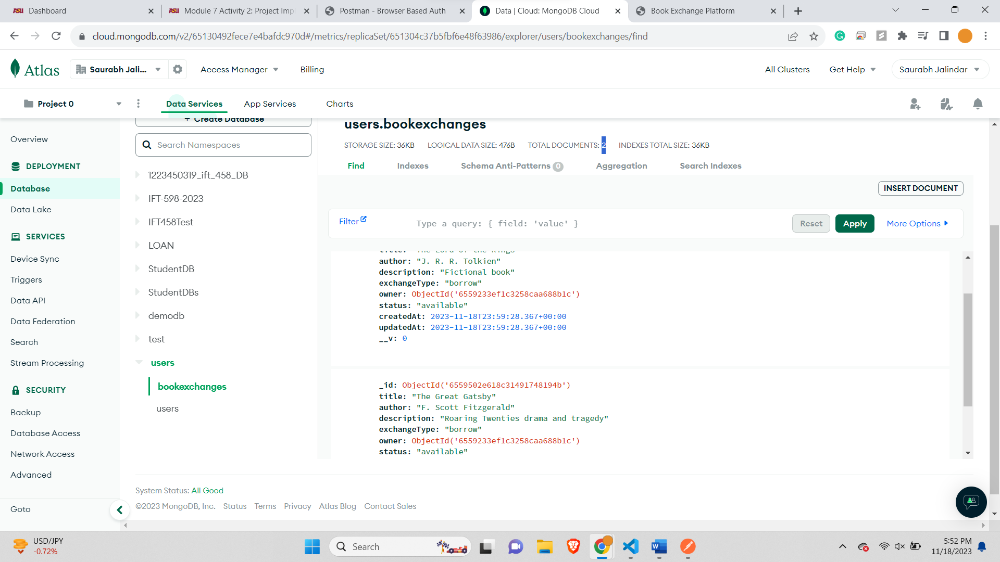 Dashboard
Module 7 Activity 2: Project Impl
Postman - Browser Based Auth
Data | Cloud: MongoDB Cloud
Book Exchange Platform
cloud.mongodb.com/v2/65130492fece7e4bafdc970d#/metrics/replicaSet/651304c37b5fbf6e48f63986/explorer/users/bookexchanges/find
Atlas
Saurabh Jali...
Access Manager
Billing
All Clusters
Get Help
Saurabh Jalindar
Project 0
Data Services
App Services
Charts
Overview
DEPLOYMENT
Database
Data Lake
SERVICES
Device Sync
Triggers
Data API
Data Federation
Search
Stream Processing
SECURITY
Backup
Database Access
Network Access
Advanced
Goto
+ Create Database
Search Namespaces
1223450319_ift_458_DB
IFT-598-2023
IFT458Test
LOAN
StudentDB
StudentDBs
demodb
test
users
bookexchanges
users
users.bookexchanges
STORAGE SIZE: 36KB LOGICAL DATA SIZE: 476B TOTAL DOCUMENTS: 2 INDEXES TOTAL SIZE: 36KB
Find Indexes Schema Anti-Patterns 0 Aggregation Search Indexes
INSERT DOCUMENT
Filter Type a query: { field: 'value' } Reset Apply More Options
title: "The Lord of the Rings"
author: "J. R. R. Tolkien"
description: "Fictional book"
exchangeType: "borrow"
owner: ObjectId('6559233ef1c3258caa688b1c')
status: "available"
createdAt: 2023-11-18T23:59:28.367+00:00
updatedAt: 2023-11-18T23:59:28.367+00:00
__v: 0
_id: ObjectId('6559502e618c31491748194b')
title: "The Great Gatsby"
author: "F. Scott Fitzgerald"
description: "Roaring Twenties drama and tragedy"
exchangeType: "borrow"
owner: ObjectId('6559233ef1c3258caa688b1c')
status: "available"
System Status: All Good
©2023 MongoDB, Inc. Status Terms Privacy Atlas Blog Contact Sales
USD/JPY
-0.72%
Search
5:52 PM
11/18/2023